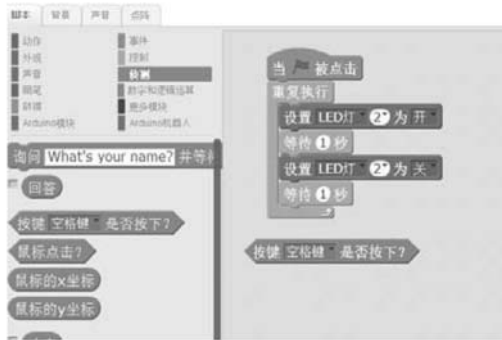 脚本 背景 声音 点阵
动作 事件
外观 控制
声音 侦测
画笔 数字和逻辑运算
更多模块
Arduino模块 Arduino机器人
询问 What's your name? 并等待
回答
按键 空格键 是否按下?
鼠标点击?
鼠标的x坐标
鼠标的y坐标
当 被点击
重复执行
设置 LED灯 2 为 开
等待 1 秒
设置 LED灯 2 为 关
等待 1 秒
按键 空格键 是否按下?